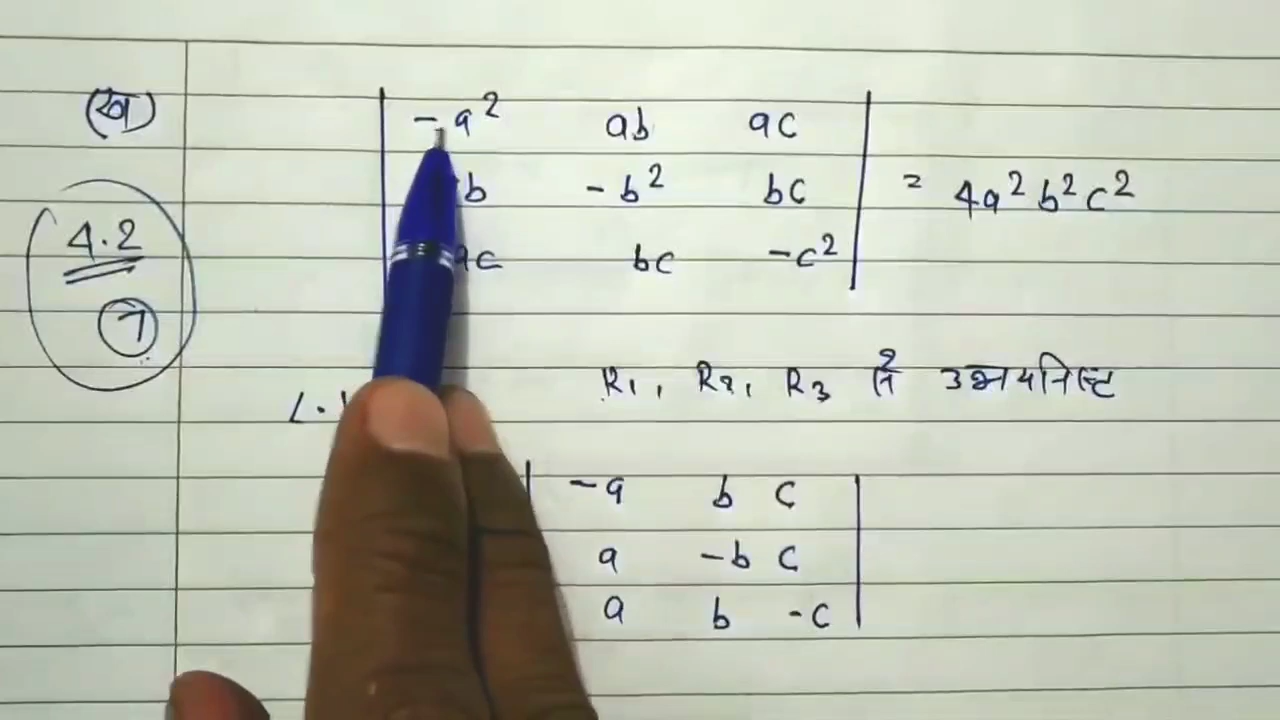 (ख)
-a² ab ac
b -b² bc = 4a²b²c²
4.2
ac bc -c²
7
R₁, R₂, R₃ से उभयनिष्ट
L.
-a b c
a -b c
a b -c